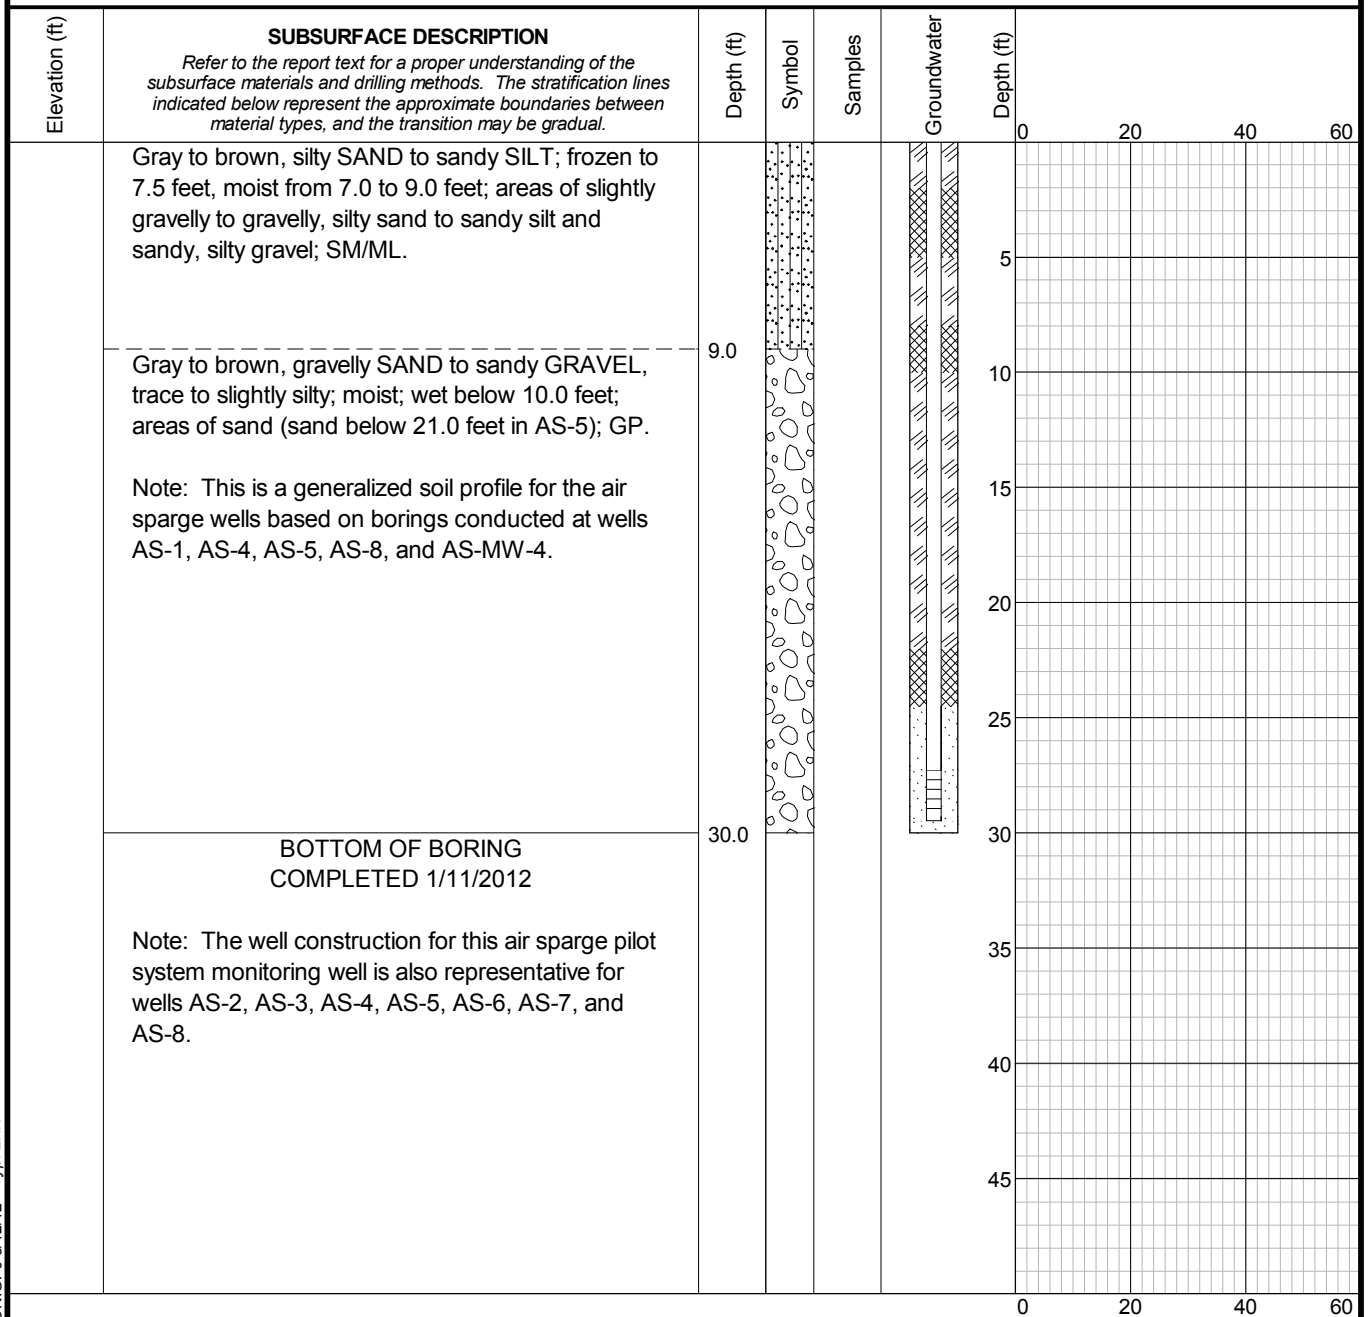 Elevation (ft)
SUBSURFACE DESCRIPTION
Refer to the report text for a proper understanding of the
subsurface materials and drilling methods. The stratification lines
indicated below represent the approximate boundaries between
material types, and the transition may be gradual.
Depth (ft)
Symbol
Samples
Groundwater
Depth (ft)
0 20 40 60
Gray to brown, silty SAND to sandy SILT; frozen to
7.5 feet, moist from 7.0 to 9.0 feet; areas of slightly
gravelly to gravelly, silty sand to sandy silt and
sandy, silty gravel; SM/ML.
5
9.0
Gray to brown, gravelly SAND to sandy GRAVEL,
trace to slightly silty; moist; wet below 10.0 feet;
areas of sand (sand below 21.0 feet in AS-5); GP.
10
Note: This is a generalized soil profile for the air
sparge wells based on borings conducted at wells
AS-1, AS-4, AS-5, AS-8, and AS-MW-4.
15
20
25
30.0
30
BOTTOM OF BORING
COMPLETED 1/11/2012
Note: The well construction for this air sparge pilot
system monitoring well is also representative for
wells AS-2, AS-3, AS-4, AS-5, AS-6, AS-7, and
AS-8.
35
40
45
0 20 40 60